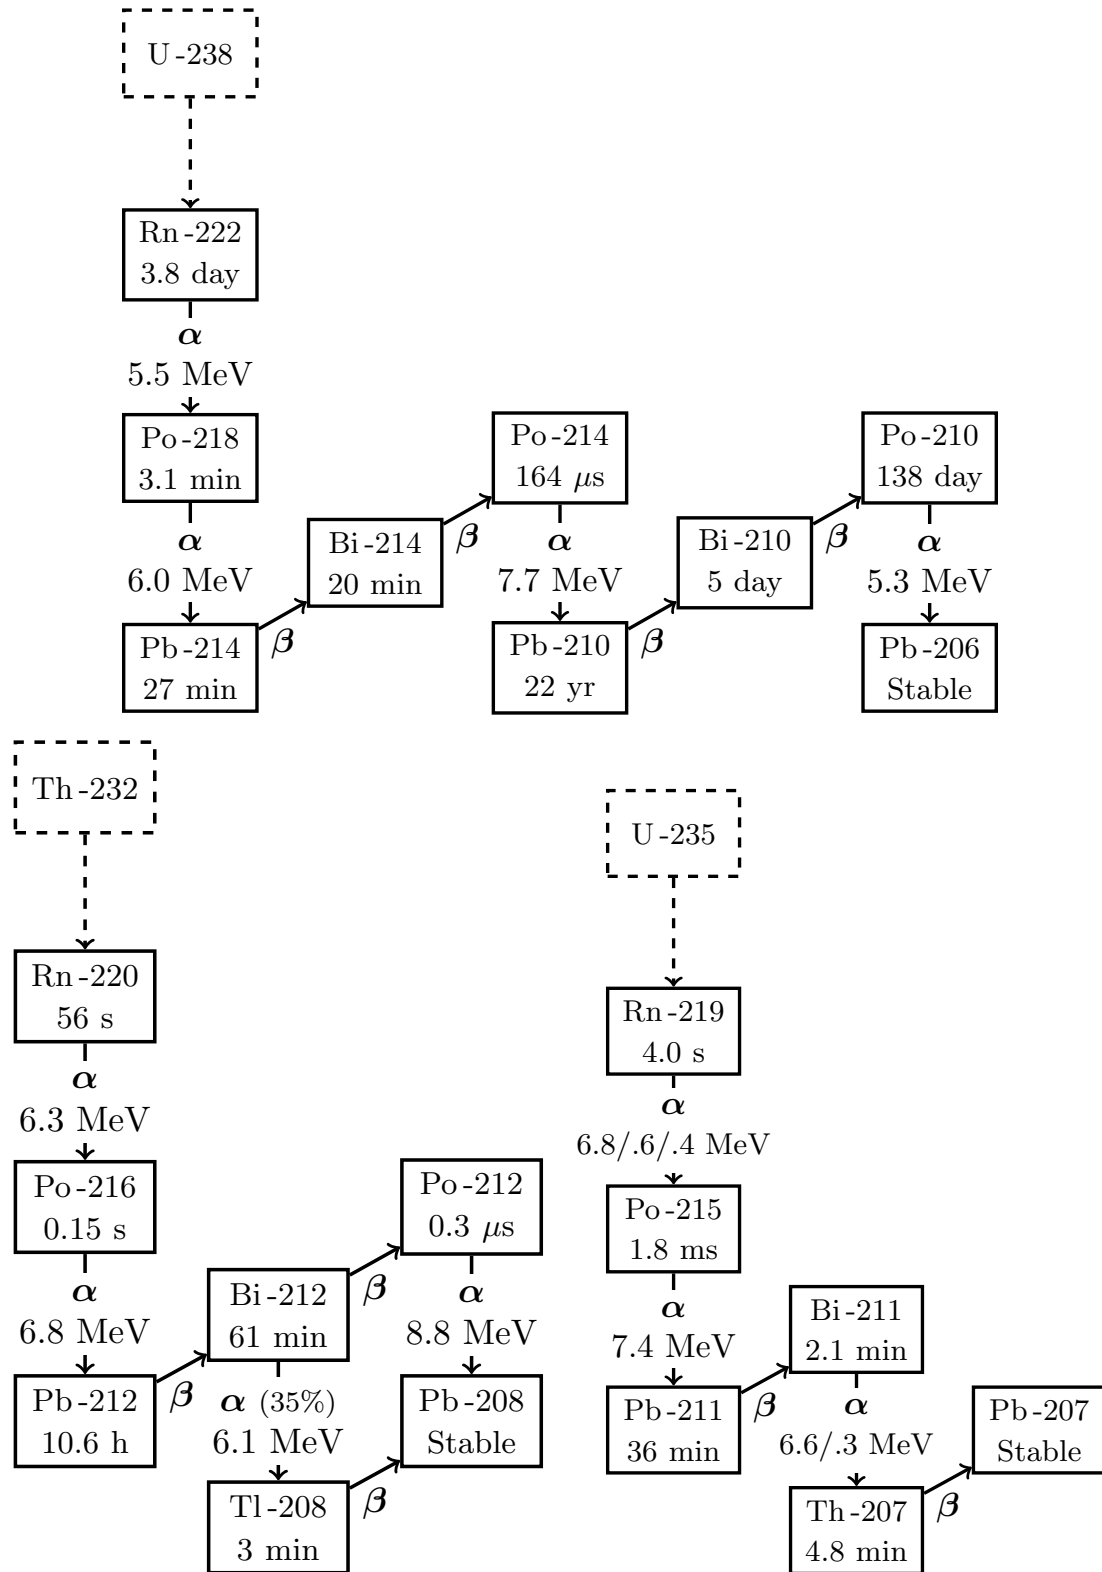 U-238
Rn-222
3.8 day
α
5.5 MeV
Po-218
3.1 min
α
6.0 MeV
Pb-214
27 min
β
Bi-214
20 min
β
Po-214
164 μs
α
7.7 MeV
Pb-210
22 yr
β
Bi-210
5 day
β
Po-210
138 day
α
5.3 MeV
Pb-206
Stable
Th-232
Rn-220
56 s
α
6.3 MeV
Po-216
0.15 s
α
6.8 MeV
Pb-212
10.6 h
β
Bi-212
61 min
β
α (35%)
6.1 MeV
Tl-208
3 min
β
Po-212
0.3 μs
α
8.8 MeV
Pb-208
Stable
U-235
Rn-219
4.0 s
α
6.8/.6/.4 MeV
Po-215
1.8 ms
α
7.4 MeV
Pb-211
36 min
β
Bi-211
2.1 min
α
6.6/.3 MeV
Th-207
4.8 min
β
Pb-207
Stable